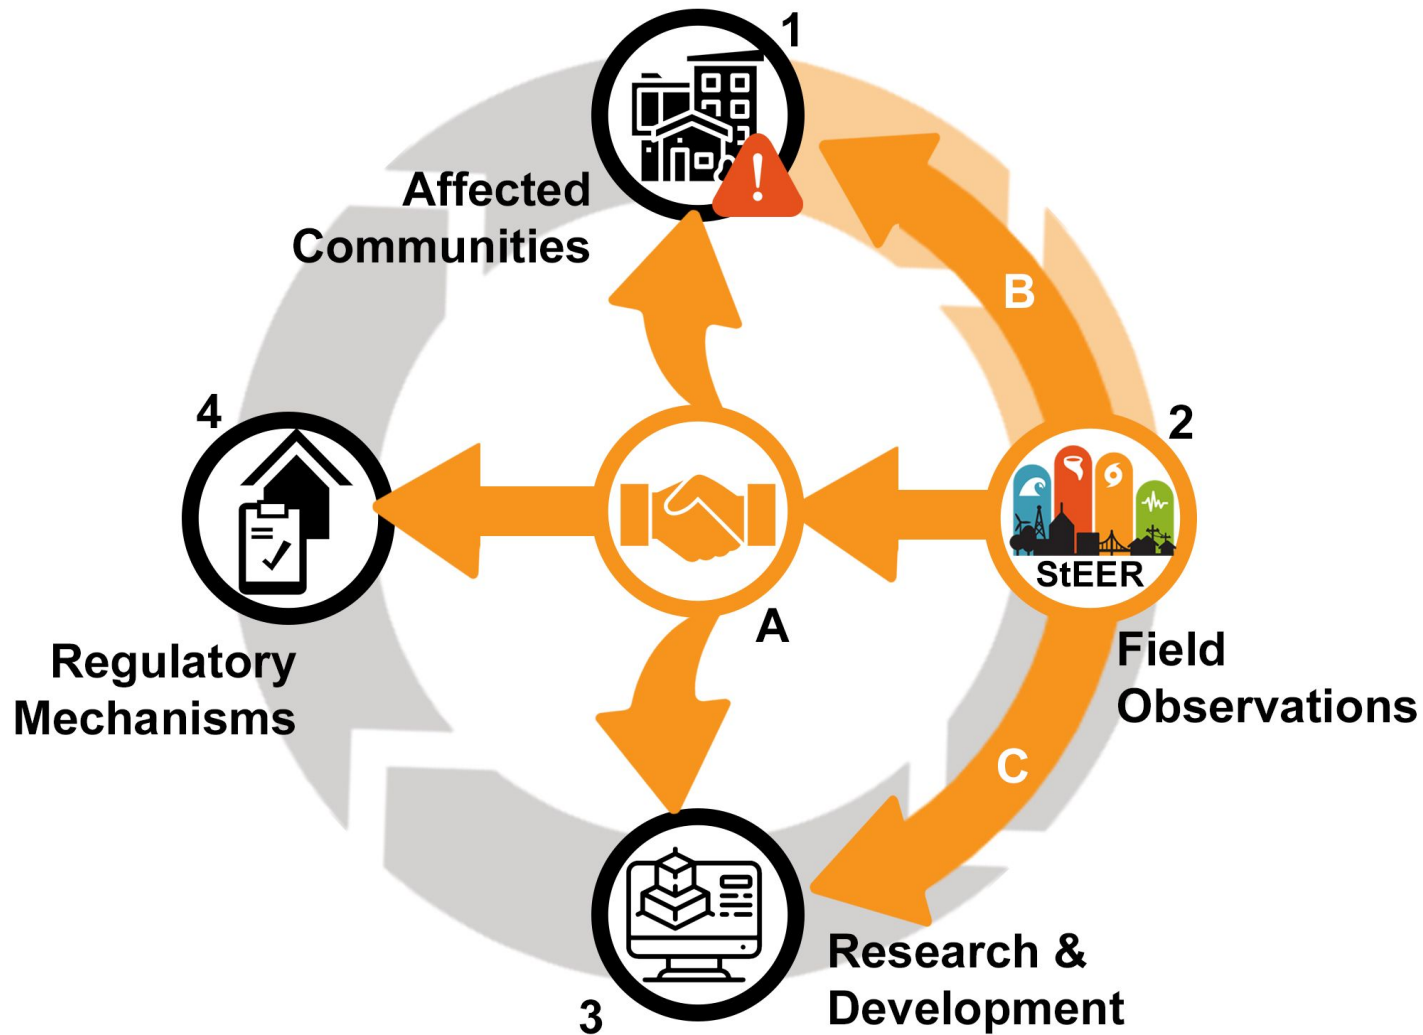 1
Affected
Communities
B
4
2
StEER
A
Field
Observations
Regulatory
Mechanisms
C
Research &
Development
3